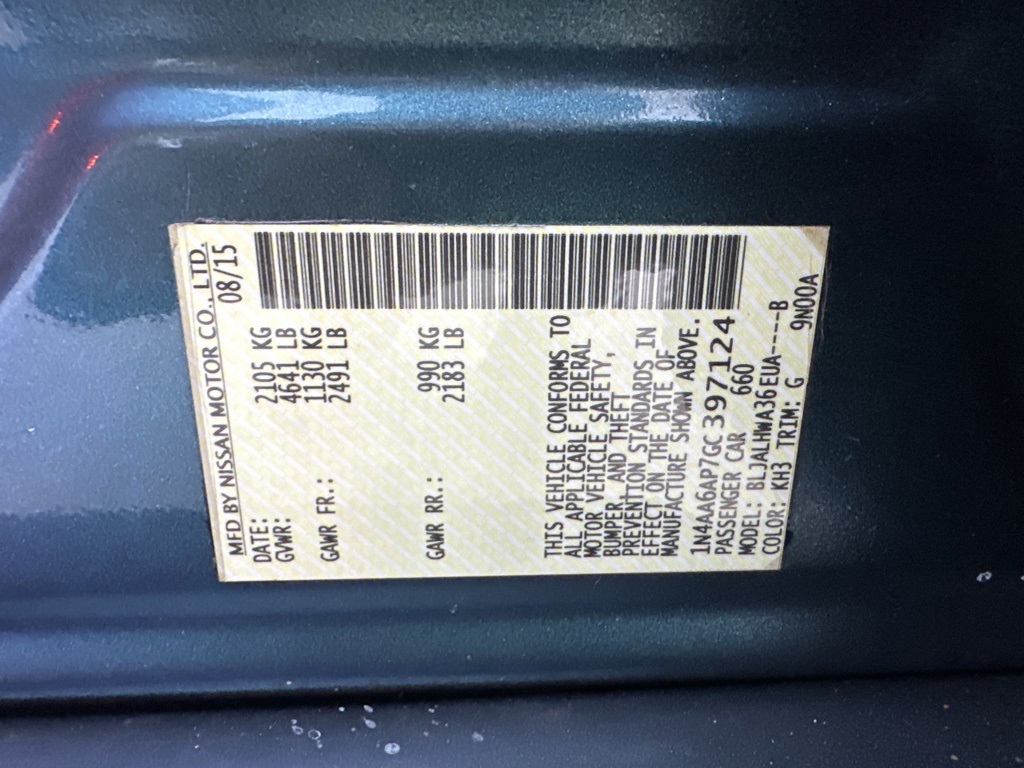 MFD BY NISSAN MOTOR CO., LTD.
DATE: 08/15
GVWR: 2105 KG
4641 LB
GAWR FR.: 1130 KG
2491 LB
GAWR RR.: 990 KG
2183 LB
THIS VEHICLE CONFORMS TO
ALL APPLICABLE FEDERAL
MOTOR VEHICLE SAFETY,
BUMPER, AND THEFT
PREVENTION STANDARDS IN
EFFECT ON THE DATE OF
MANUFACTURE SHOWN ABOVE.
1N4AA6AP7GC397124
PASSENGER CAR 660
MODEL: BLJALHWA36EUA-----B
COLOR: KH3 TRIM: G 9N00A